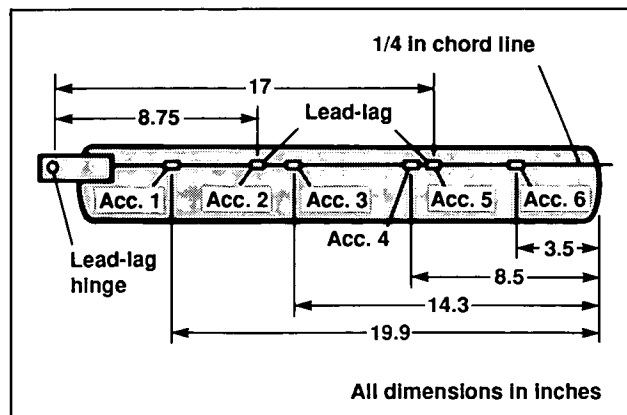 1/4 in chord line
17
8.75
Lead-lag
Acc. 1
Acc. 2
Acc. 3
Acc. 5
Acc. 6
Acc. 4
Lead-lag
hinge
3.5
8.5
14.3
19.9
All dimensions in inches